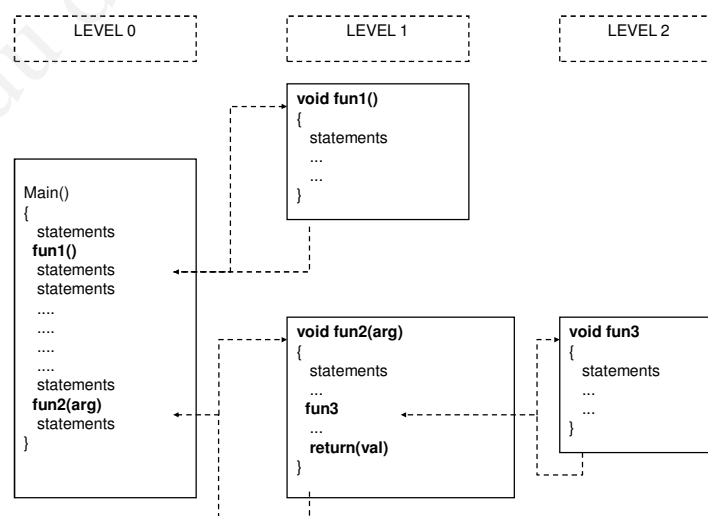 LEVEL 0
LEVEL 1
LEVEL 2
void fun1()
{
statements
...
...
}
Main()
{
statements
fun1()
statements
statements
....
....
....
....
statements
fun2(arg)
statements
}
void fun2(arg)
{
statements
...
fun3
...
return(val)
}
void fun3
{
statements
...
...
}